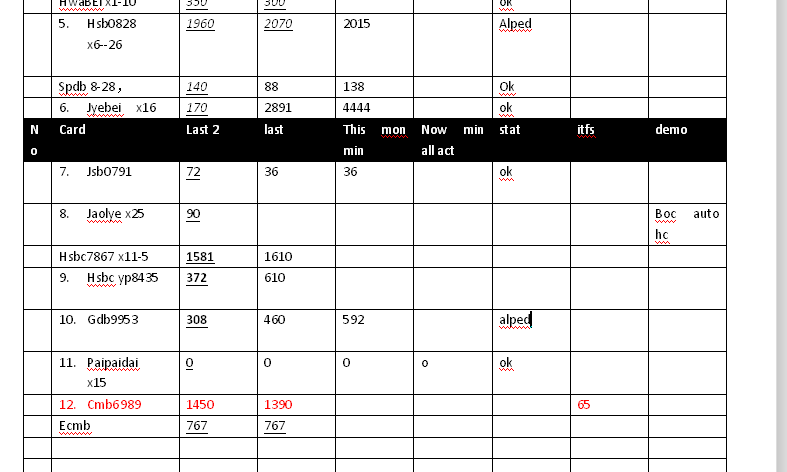 HwaBEI x1-10 350 300 ok
5. Hsb0828 1960 2070 2015 Alped
x6--26
Spdb 8-28， 140 88 138 Ok
6. Jyebei x16 170 2891 4444 ok
N Card Last 2 last This mon Now min stat itfs demo
o min all act
7. Jsb0791 72 36 36 ok
8. Jaolye x25 90 Boc auto
hc
Hsbc7867 x11-5 1581 1610
9. Hsbc yp8435 372 610
10. Gdb9953 308 460 592 alped
11. Paipaidai 0 0 0 o ok
x15
12. Cmb6989 1450 1390 65
Ecmb 767 767